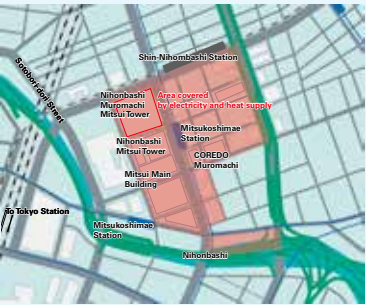 Shin-Nihombashi Station
Sotobori-dori Street
Nihonbashi
Muromachi
Mitsui Tower
Area covered
by electricity and heat supply
Mitsukoshimae
Station
Nihonbashi
Mitsui Tower
COREDO
Muromachi
Mitsui Main
Building
To Tokyo Station
Mitsukoshimae
Station
Nihonbashi